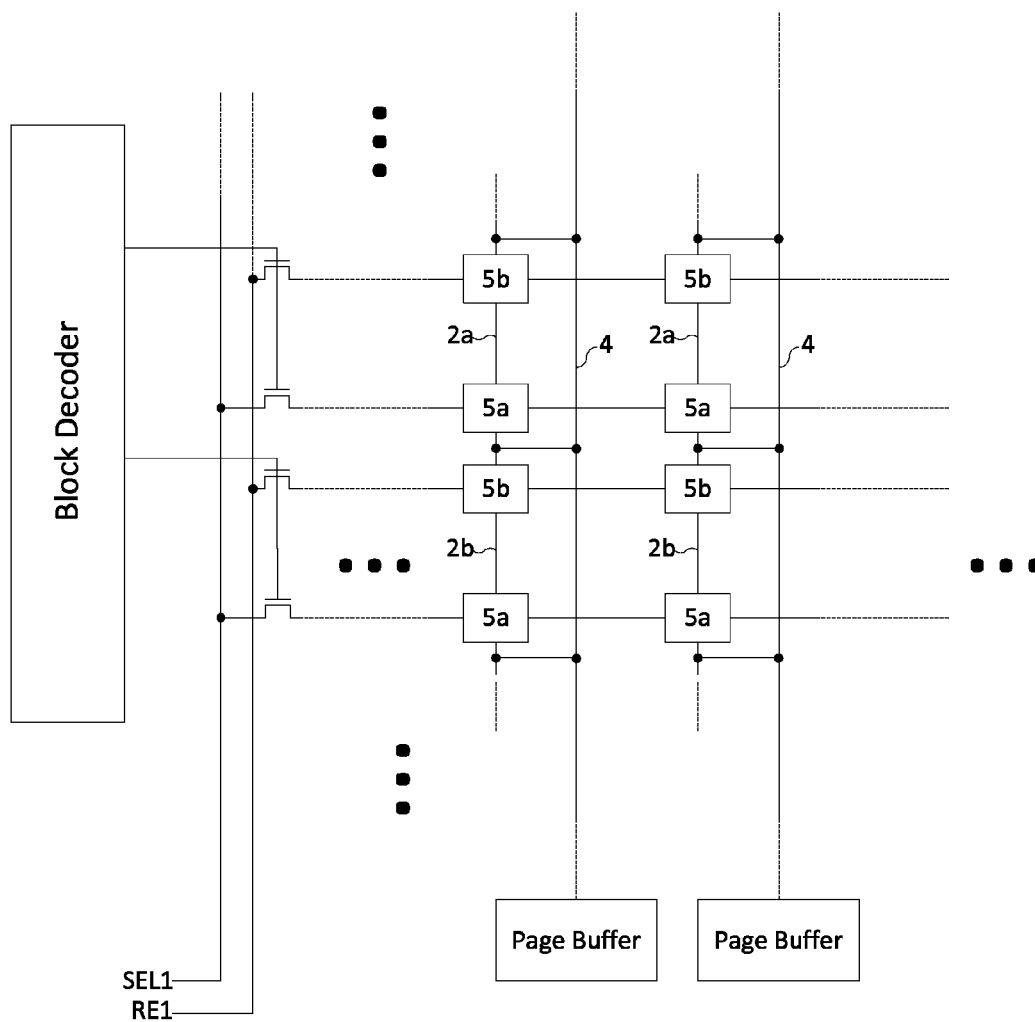 Block Decoder
5b
5b
2a
4
2a
4
5a
5a
5b
5b
2b
2b
5a
5a
Page Buffer
Page Buffer
SEL1
RE1